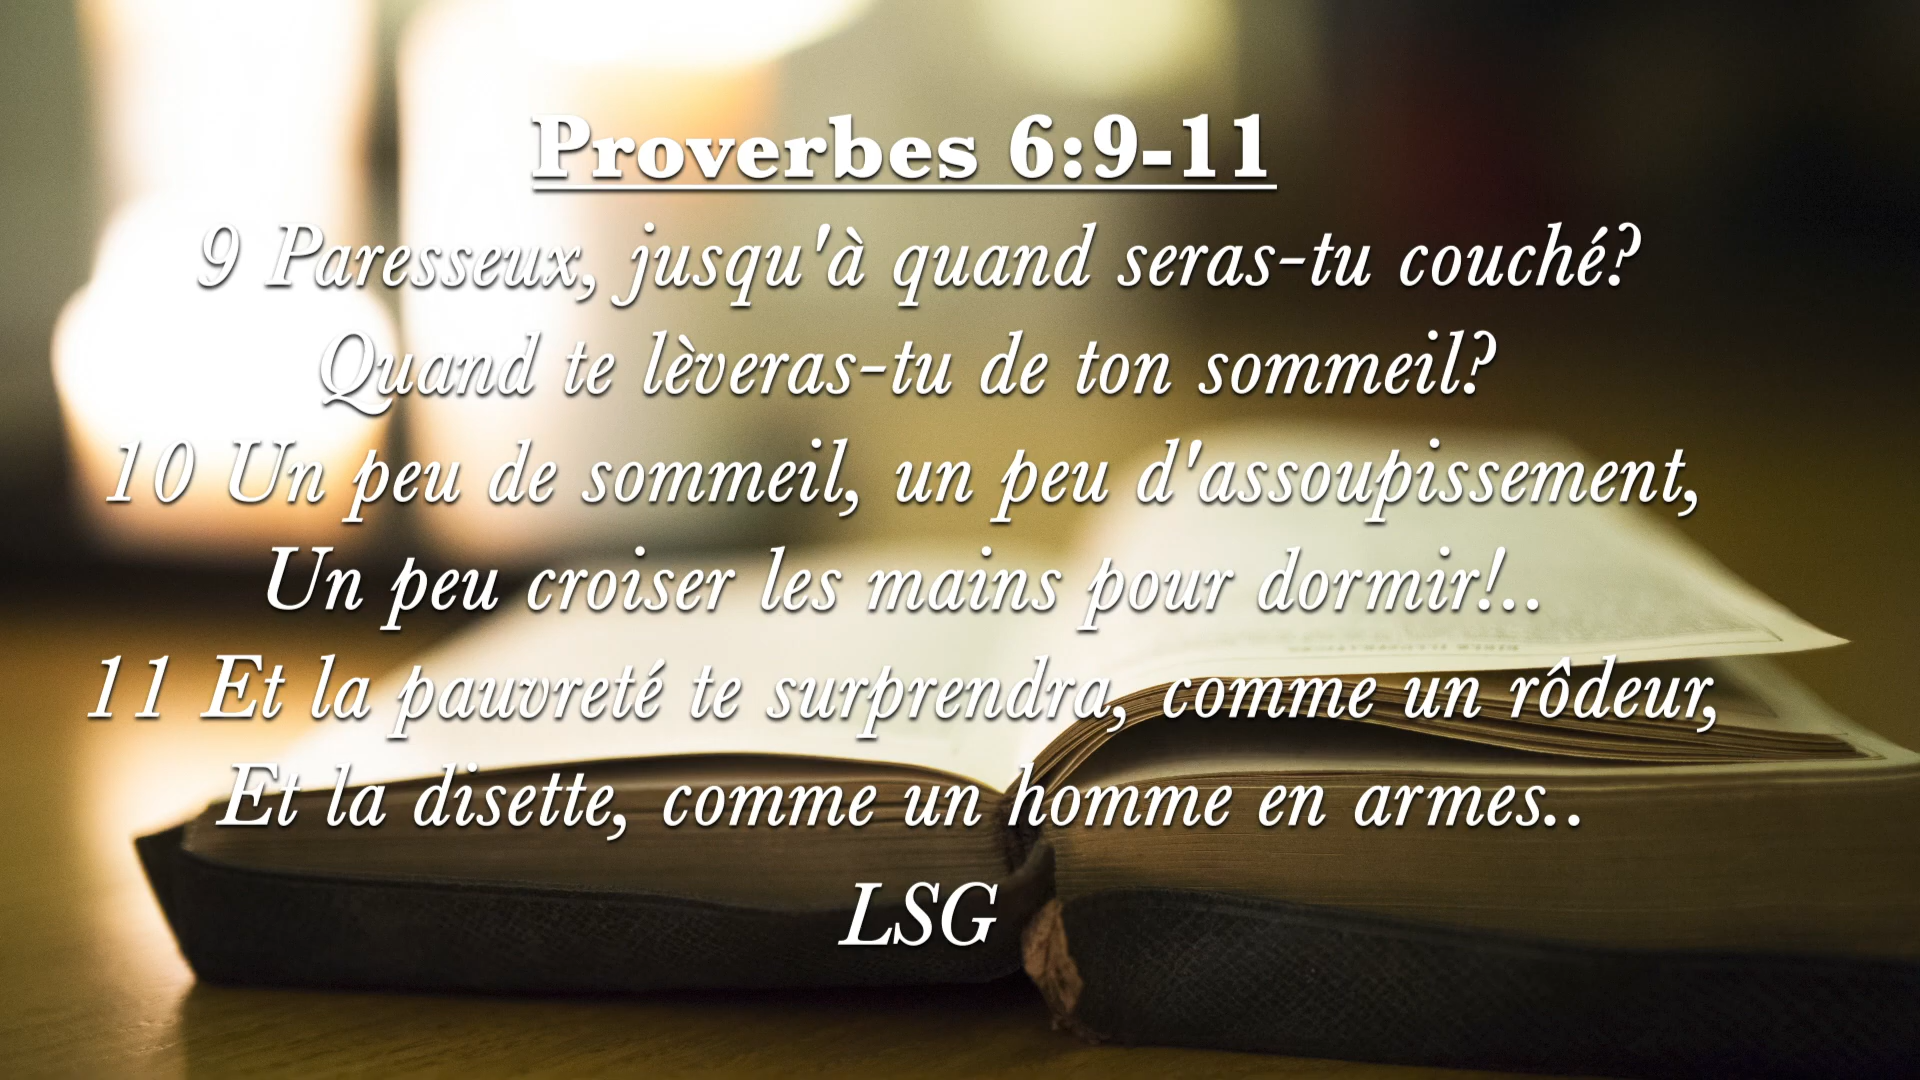 Proverbes 6:9-11
9 Paresseux, jusqu'à quand seras-tu couché?
Quand te lèveras-tu de ton sommeil?
10 Un peu de sommeil, un peu d'assoupissement,
Un peu croiser les mains pour dormir!..
11 Et la pauvreté te surprendra, comme un rôdeur,
Et la disette, comme un homme en armes..
LSG